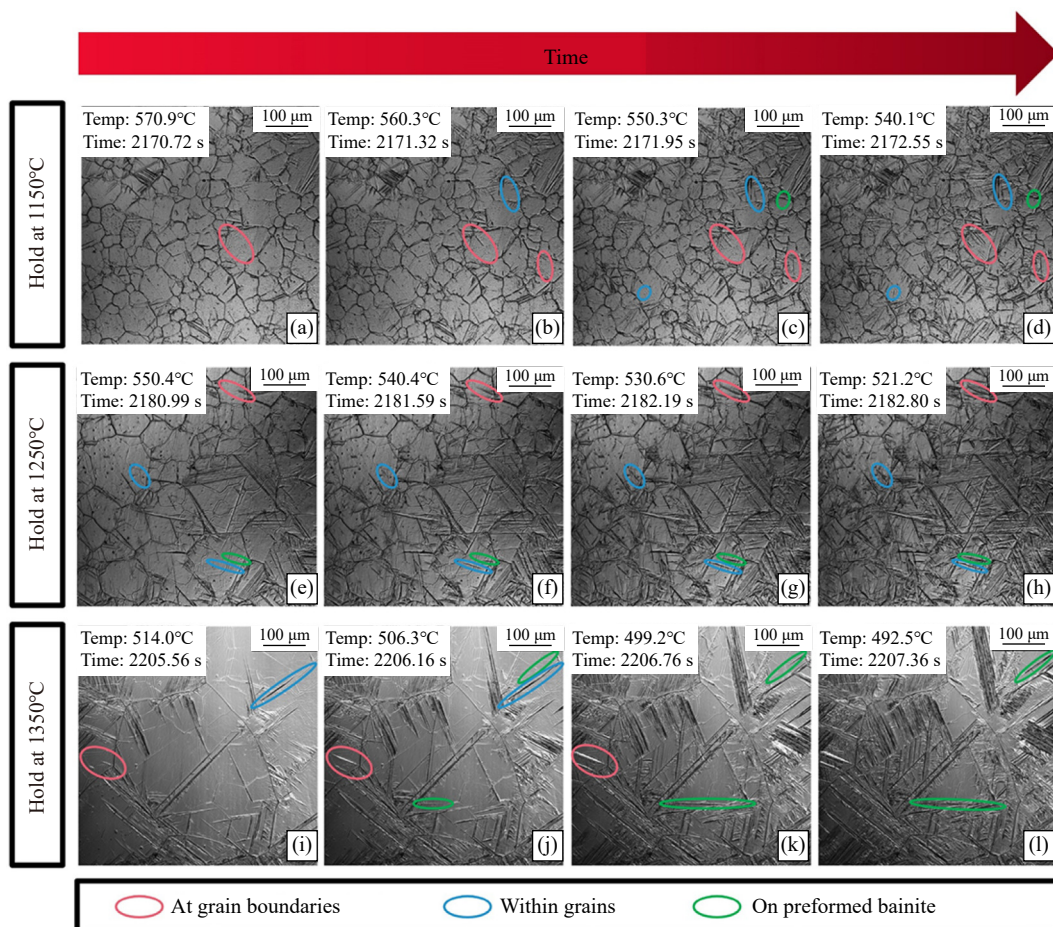 Time
Hold at 1150°C
Temp: 570.9°C
Time: 2170.72 s
100 μm
(a)
Temp: 560.3°C
Time: 2171.32 s
100 μm
(b)
Temp: 550.3°C
Time: 2171.95 s
100 μm
(c)
Temp: 540.1°C
Time: 2172.55 s
100 μm
(d)
Hold at 1250°C
Temp: 550.4°C
Time: 2180.99 s
100 μm
(e)
Temp: 540.4°C
Time: 2181.59 s
100 μm
(f)
Temp: 530.6°C
Time: 2182.19 s
100 μm
(g)
Temp: 521.2°C
Time: 2182.80 s
100 μm
(h)
Hold at 1350°C
Temp: 514.0°C
Time: 2205.56 s
100 μm
(i)
Temp: 506.3°C
Time: 2206.16 s
100 μm
(j)
Temp: 499.2°C
Time: 2206.76 s
100 μm
(k)
Temp: 492.5°C
Time: 2207.36 s
100 μm
(l)
At grain boundaries
Within grains
On preformed bainite